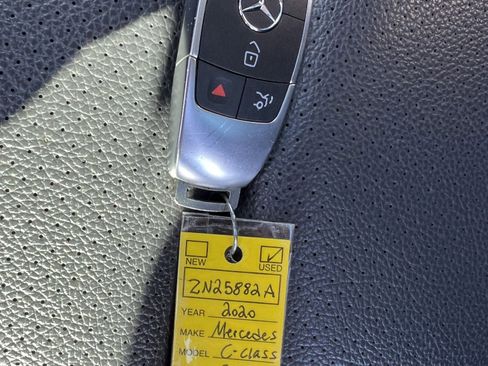 NEW USED
ZN25882A
YEAR 2020
MAKE Mercedes
MODEL C-class